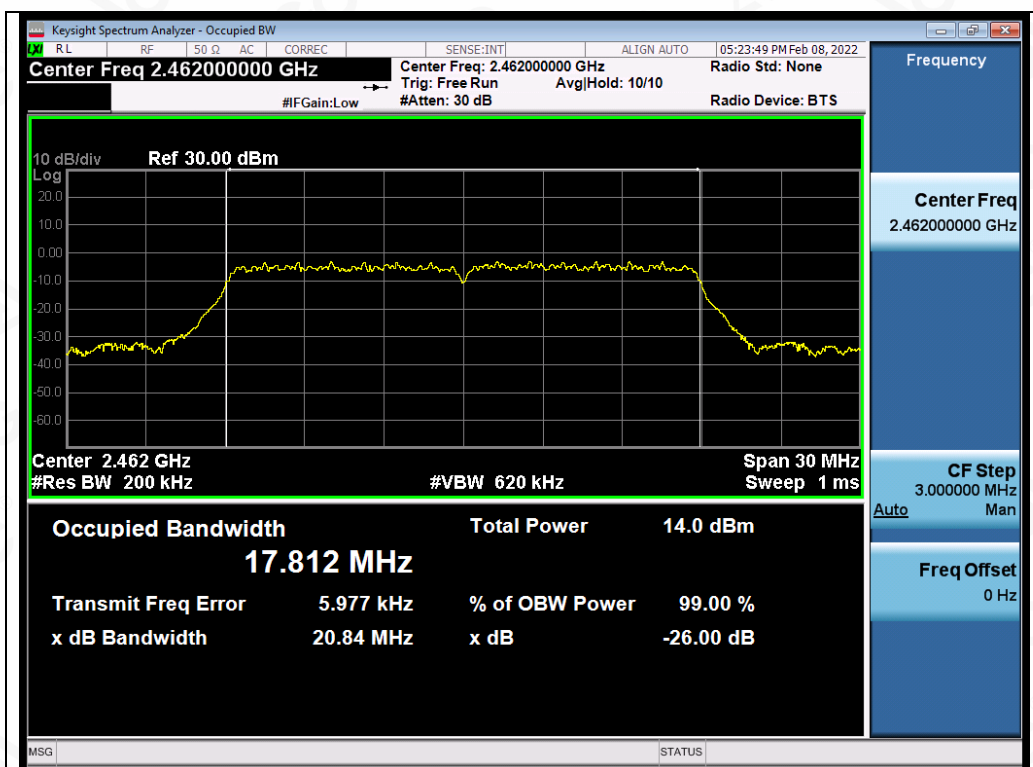 Keysight Spectrum Analyzer - Occupied BW
LXI RL RF 50 Ω AC CORREC SENSE:INT ALIGN AUTO 05:23:49 PM Feb 08, 2022
Center Freq 2.462000000 GHz
Center Freq: 2.462000000 GHz
Radio Std: None
Trig: Free Run Avg|Hold: 10/10
#IFGain:Low #Atten: 30 dB Radio Device: BTS
Frequency
10 dB/div Ref 30.00 dBm
Log
20.0
10.0
0.00
-10.0
-20.0
-30.0
-40.0
-50.0
-60.0
Center 2.462 GHz Span 30 MHz
#Res BW 200 kHz #VBW 620 kHz Sweep 1 ms
Center Freq
2.462000000 GHz
CF Step
3.000000 MHz
Auto Man
Freq Offset
0 Hz
Occupied Bandwidth Total Power 14.0 dBm
17.812 MHz
Transmit Freq Error 5.977 kHz % of OBW Power 99.00 %
x dB Bandwidth 20.84 MHz x dB -26.00 dB
MSG STATUS